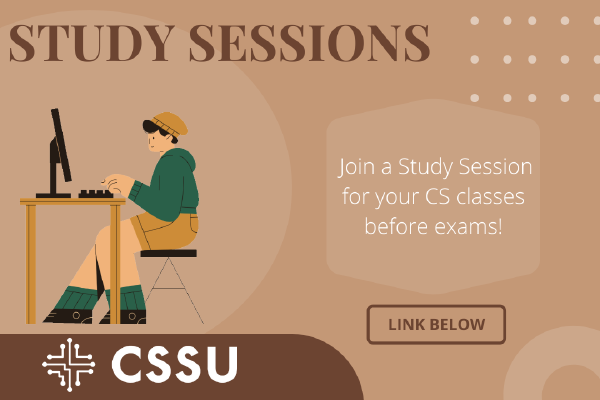 STUDY SESSIONS
Join a Study Session
for your CS classes
before exams!
LINK BELOW
CSSU